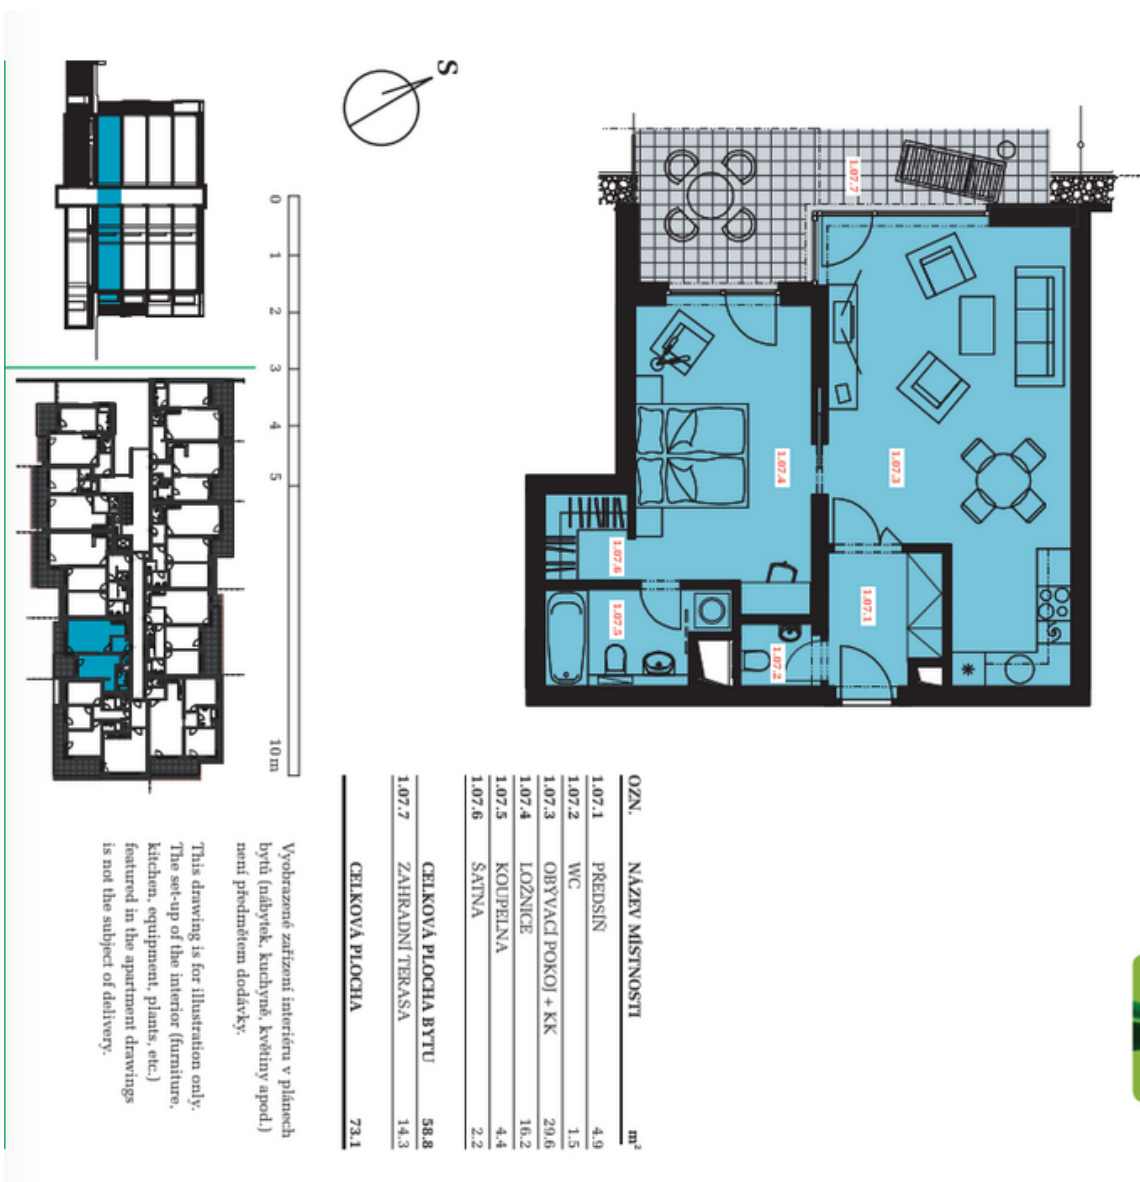 S
0
1
2
3
4
5
10 m
1.07.7
1.07.3
1.07.4
1.07.6
1.07.5
1.07.1
1.07.2
OZN. NÁZEV MÍSTNOSTI m²
1.07.1 PŘEDSÍŇ 4.9
1.07.2 WC 1.5
1.07.3 OBÝVACÍ POKOJ + KK 29.6
1.07.4 LOŽNICE 16.2
1.07.5 KOUPELNA 4.4
1.07.6 ŠATNA 2.2
CELKOVÁ PLOCHA BYTU 58.8
1.07.7 ZAHRADNÍ TERASA 14.3
CELKOVÁ PLOCHA 73.1
Vyobrazené zařízení interiéru v plánech
bytů (nábytek, kuchyně, květiny apod.)
není předmětem dodávky.
This drawing is for illustration only.
The set-up of the interior (furniture,
kitchen, equipment, plants, etc.)
featured in the apartment drawings
is not the subject of delivery.